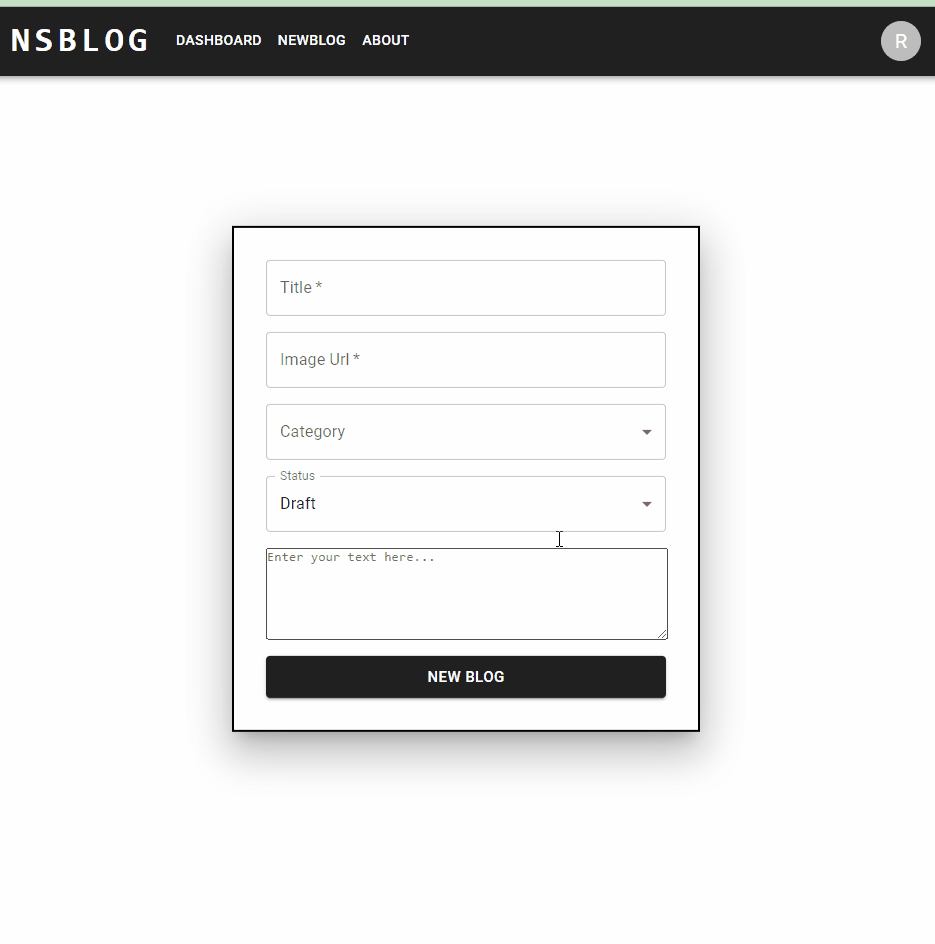 NSBLOG DASHBOARD NEWBLOG ABOUT R
Title *
Image Url *
Category
Status
Draft
Enter your text here...
NEW BLOG